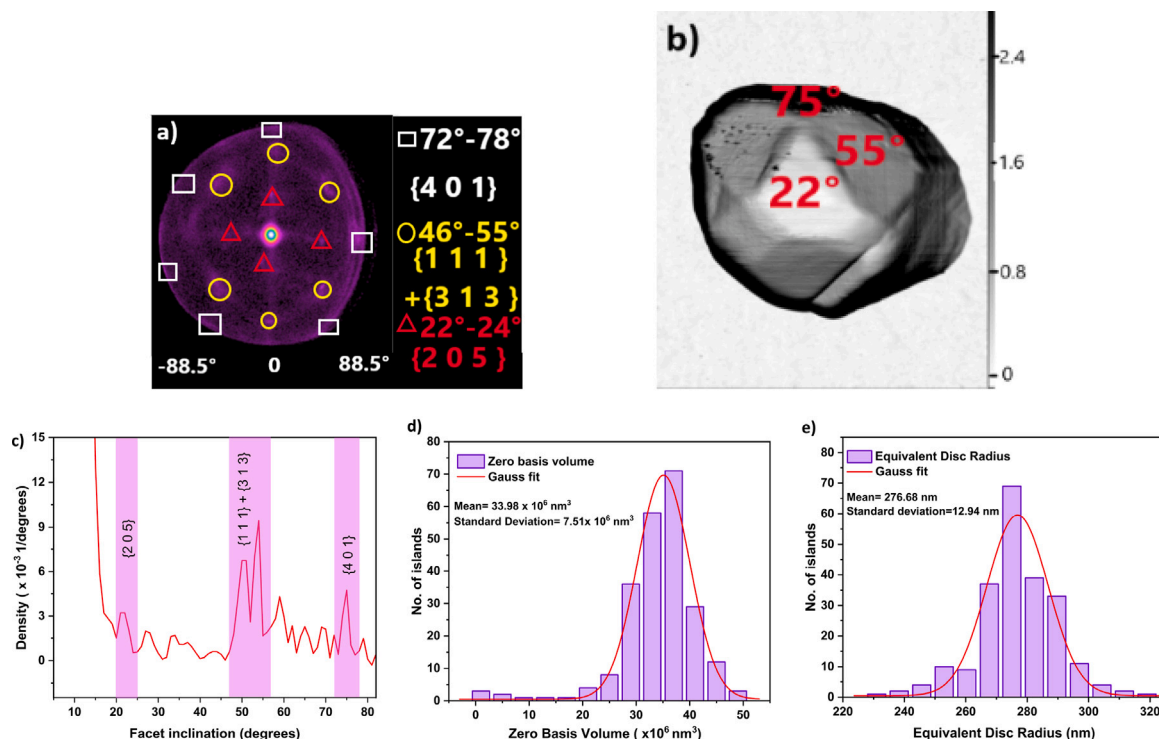 a)
72°-78°
{4 0 1}
46°-55°
{1 1 1}
+{3 1 3}
22°-24°
{2 0 5}
-88.5° 0 88.5°
b)
75°
55°
22°
2.4
1.6
0.8
0
c)
15
12
9
6
3
0
Density ( x 10⁻³ 1/degrees)
{2 0 5}
{1 1 1} + {3 1 3}
{4 0 1}
10 20 30 40 50 60 70 80
Facet inclination (degrees)
d)
80
70
60
50
40
30
20
10
0
No. of islands
Zero basis volume
Gauss fit
Mean= 33.98 x 10⁶ nm³
Standard Deviation= 7.51x 10⁶ nm³
0 10 20 30 40 50
Zero Basis Volume ( x10⁶ nm³)
e)
80
70
60
50
40
30
20
10
0
No. of islands
Equivalent Disc Radius
Gauss fit
Mean= 276.68 nm
Standard deviation=12.94 nm
220 240 260 280 300 320
Equivalent Disc Radius (nm)